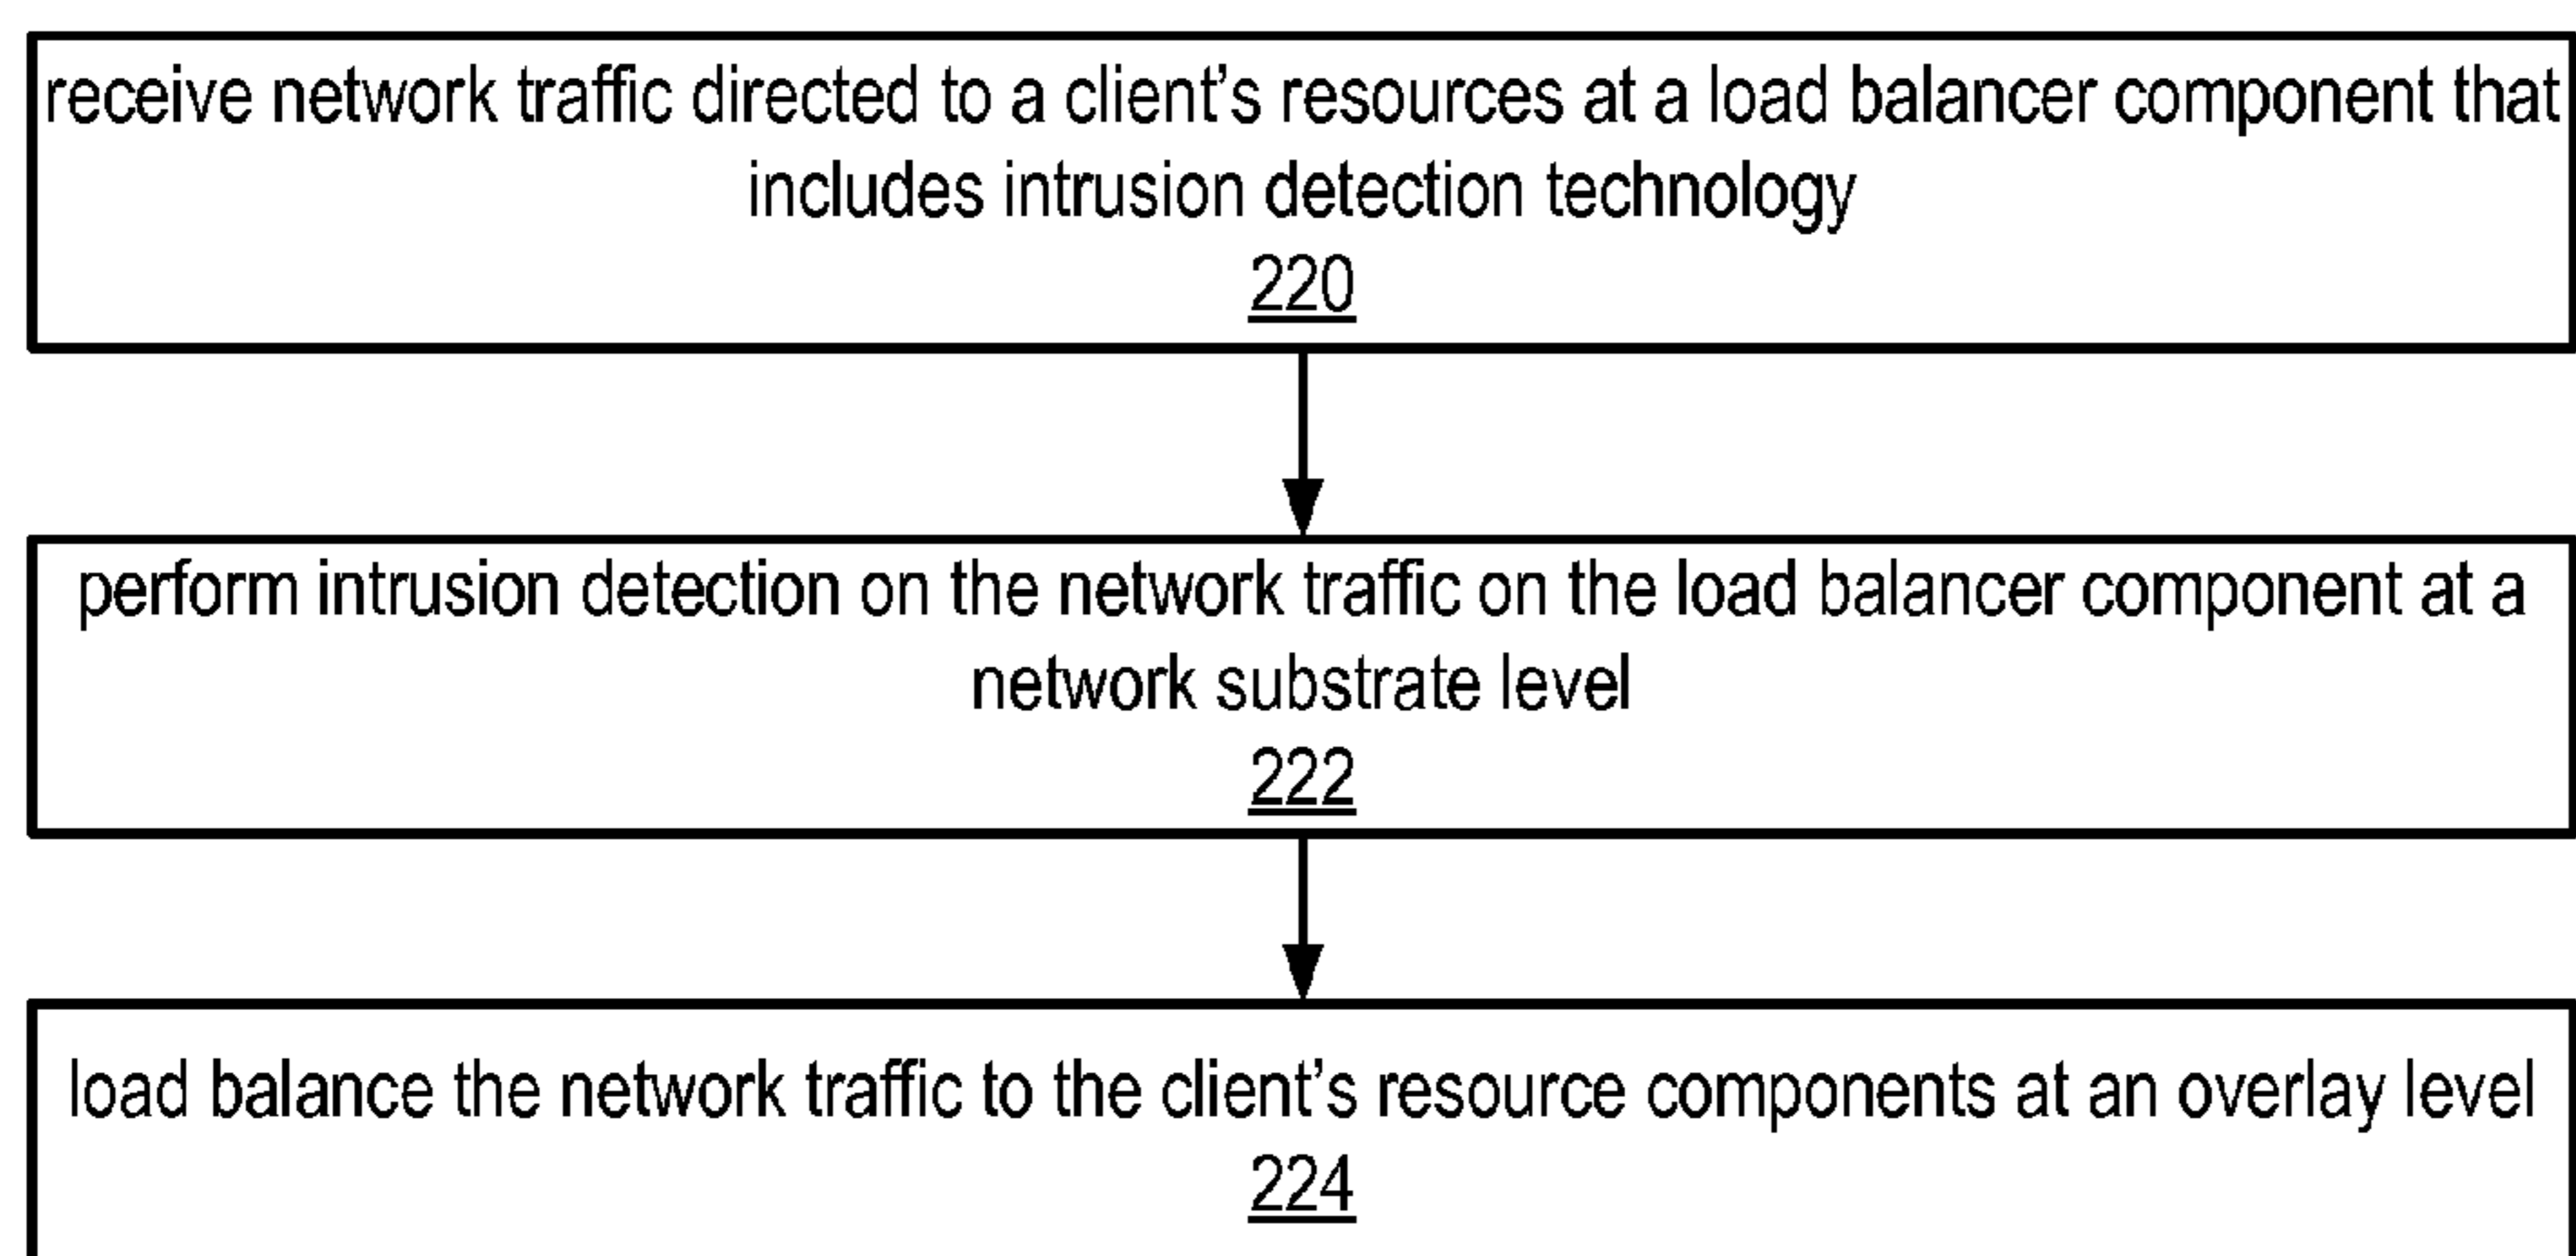 receive network traffic directed to a client’s resources at a load balancer component that
includes intrusion detection technology
220
perform intrusion detection on the network traffic on the load balancer component at a
network substrate level
222
load balance the network traffic to the client’s resource components at an overlay level
224